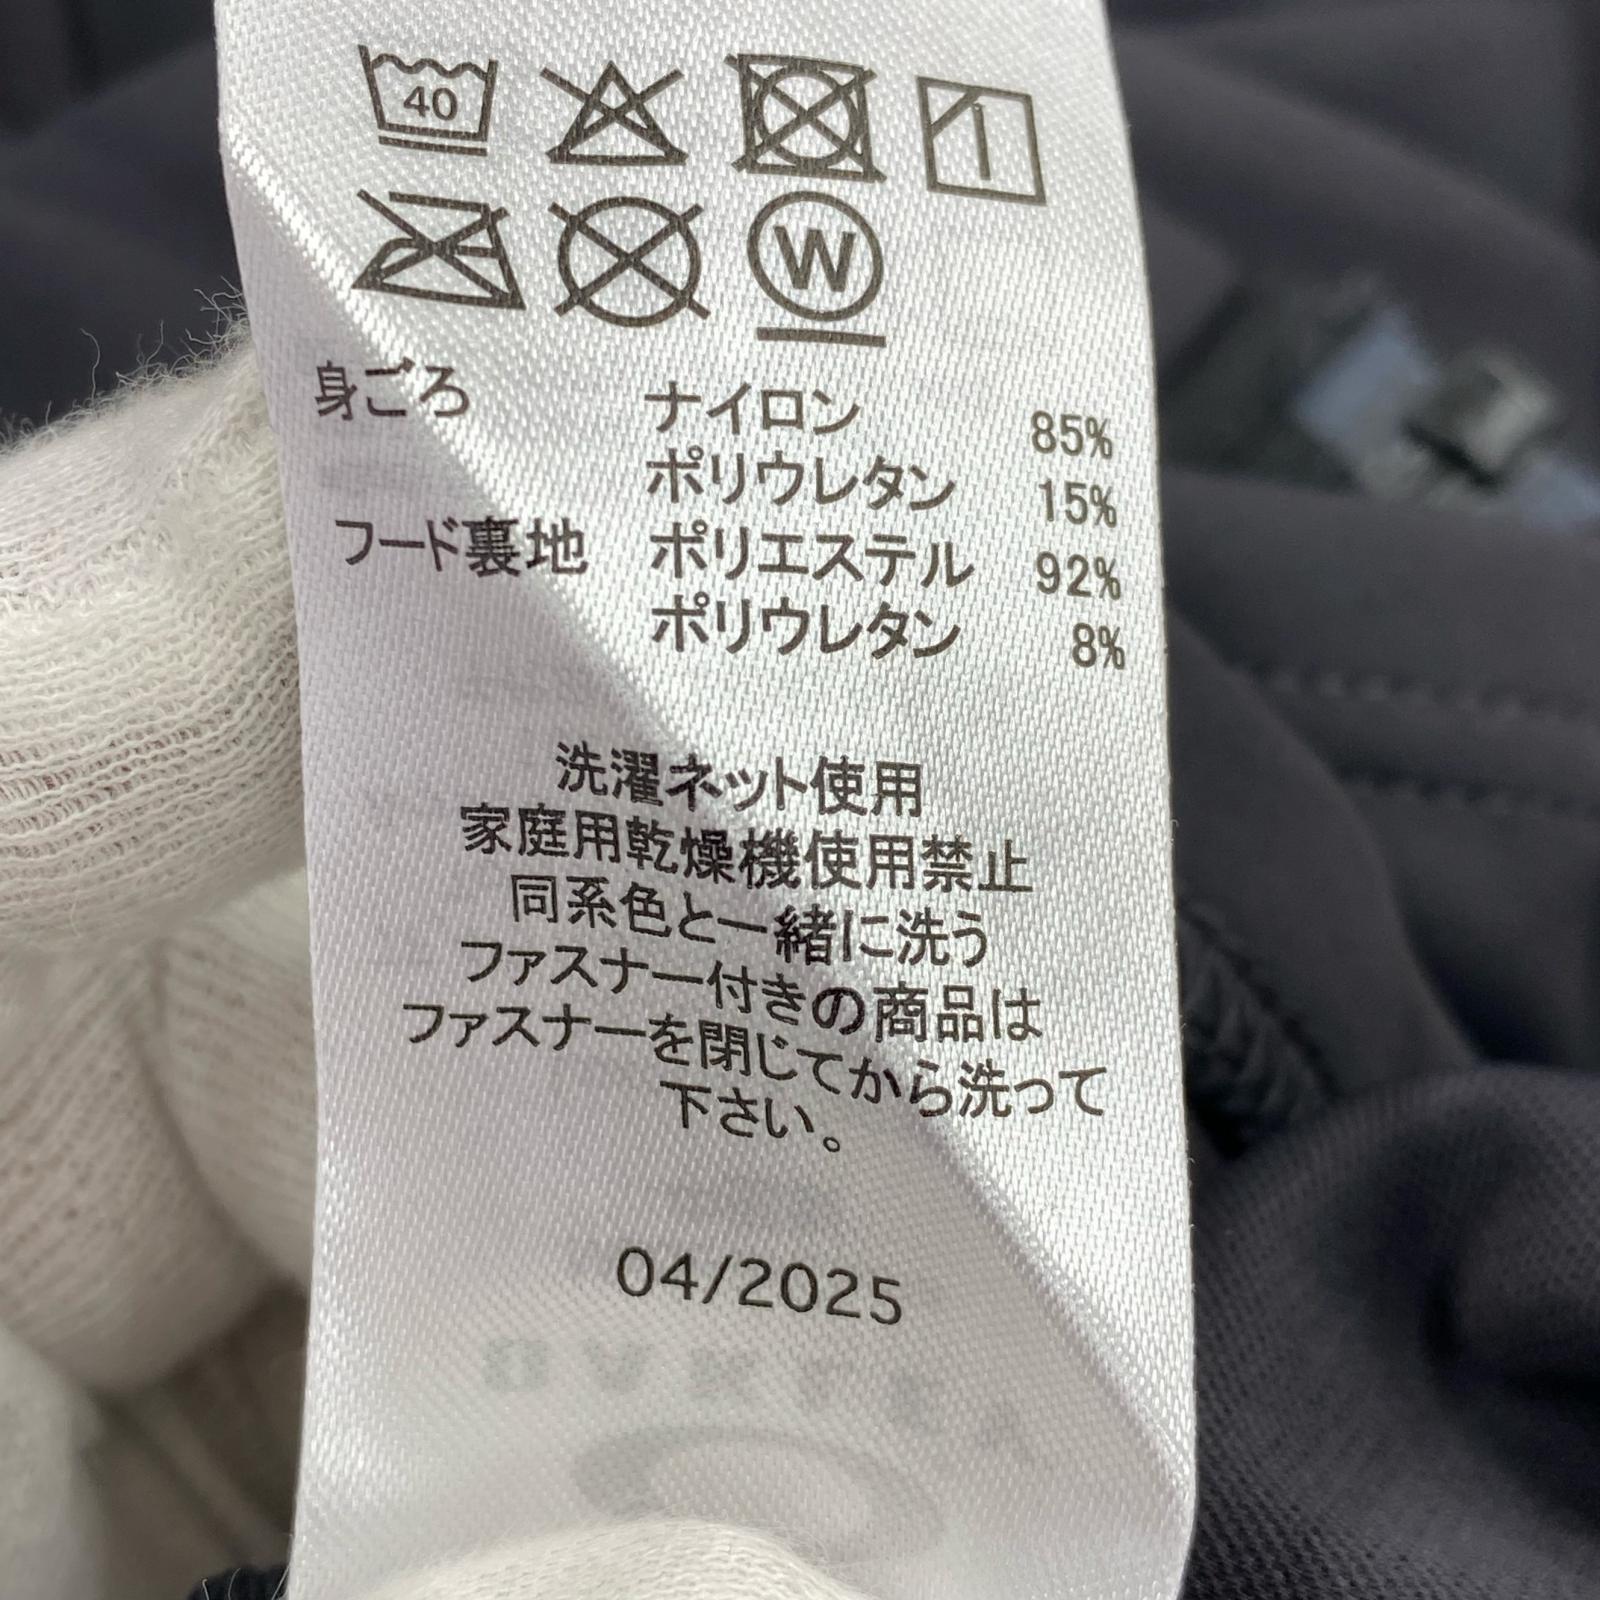 40
W
身ごろ ナイロン 85%
ポリウレタン 15%
フード裏地 ポリエステル 92%
ポリウレタン 8%
洗濯ネット使用
家庭用乾燥機使用禁止
同系色と一緒に洗う
ファスナー付きの商品は
ファスナーを閉じてから洗って
下さい。
04/2025